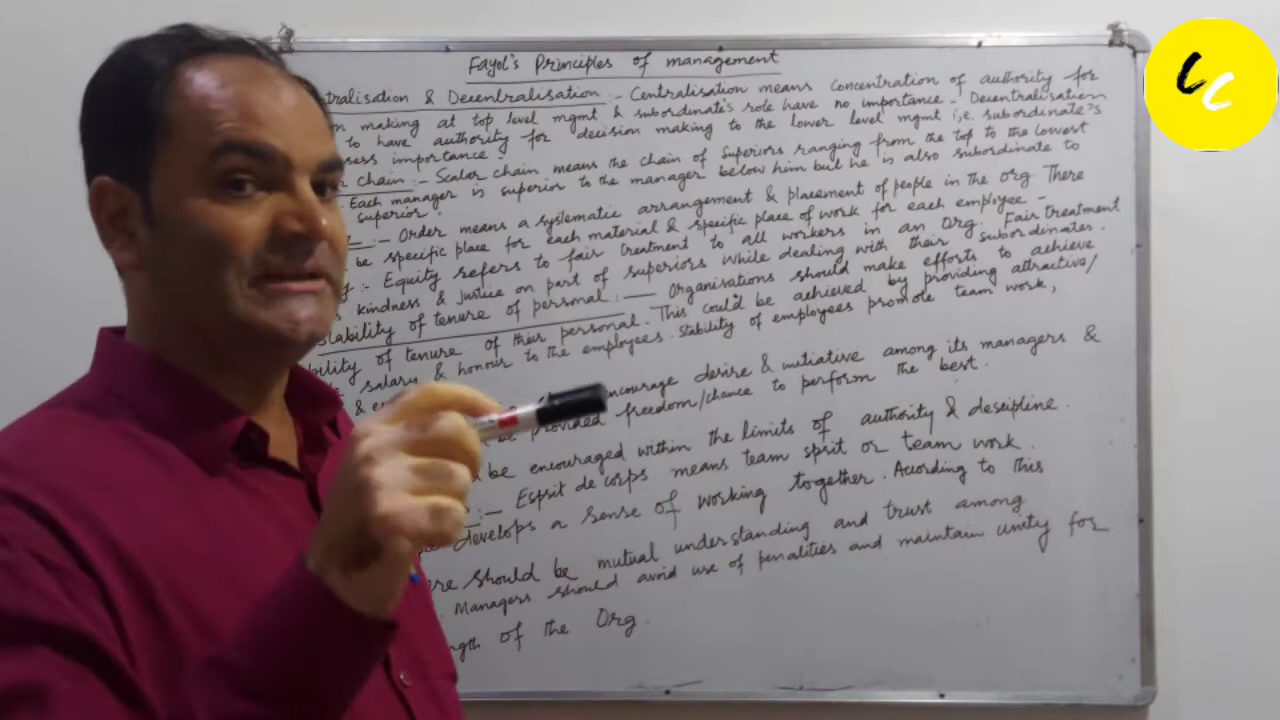 Fayol's Principles of management
tralisation & Decentralisation :- Centralisation means concentration of authority for
n, making at top level mgmt & subordinate's role have no importance - Decentralisation
to have authority for decision making to the lower level mgmt i,e. subordinate's
sess importance.
chain :- Scalar chain means the chain of Superiors ranging from the top to the lowest
. Each manager is superior to the manager below him but he is also subordinate to
superior.
:- Order means a systematic arrangement & placement of people in the org. There
be specific place for each material & specific place of work for each employee -
y :- Equity refers to fair treatment to all workers in an Org. Fair treatment
s kindness & justice on part of superiors while dealing with their subordinates.
Stability of tenure of personal :— Organisations should make efforts to achieve
bility of tenure of their personal. This could be achieved by providing attractive/
salary & honour to the employees. Stability of employees promote team work,
&
ncourage desire & initiative among its managers &
be provided freedom/chance to perform the best.
d be encouraged within the limits of authority & descipline.
:— Esprit de'corps means team sprit or team work.
develops a sense of working together. Acording to this
ere should be mutual understanding and trust among
. Managers should avoid use of penalities and maintain unity for
ngth of the Org.
CC